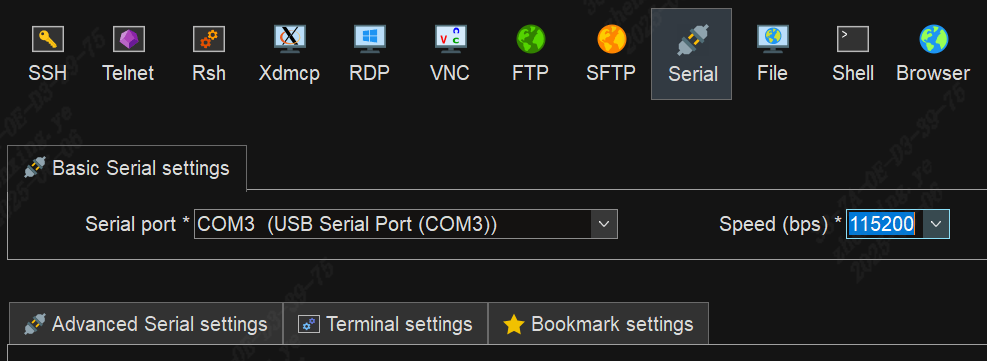 SSH Telnet Rsh Xdmcp RDP VNC FTP SFTP Serial File Shell Browser
Basic Serial settings
Serial port * COM3 (USB Serial Port (COM3)) Speed (bps) * 115200
Advanced Serial settings Terminal settings Bookmark settings